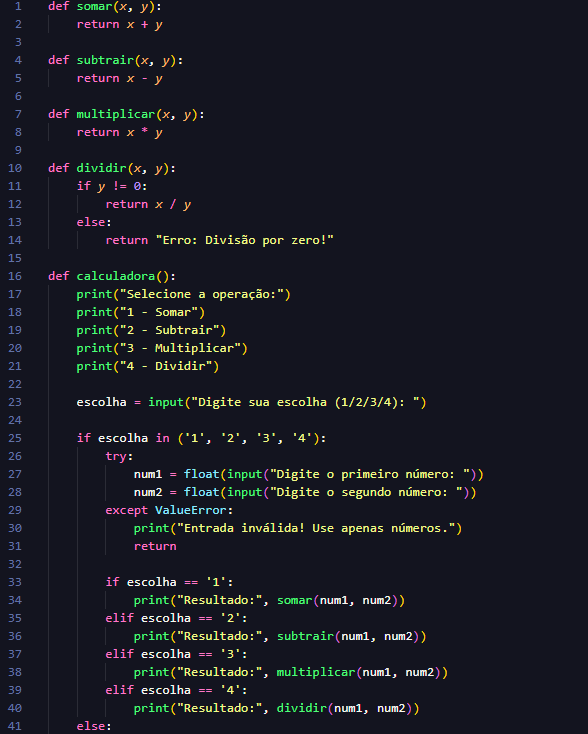 1 def somar(x, y):
2     return x + y
3
4 def subtrair(x, y):
5     return x - y
6
7 def multiplicar(x, y):
8     return x * y
9
10 def dividir(x, y):
11     if y != 0:
12         return x / y
13     else:
14         return "Erro: Divisão por zero!"
15
16 def calculadora():
17     print("Selecione a operação:")
18     print("1 - Somar")
19     print("2 - Subtrair")
20     print("3 - Multiplicar")
21     print("4 - Dividir")
22
23     escolha = input("Digite sua escolha (1/2/3/4): ")
24
25     if escolha in ('1', '2', '3', '4'):
26         try:
27             num1 = float(input("Digite o primeiro número: "))
28             num2 = float(input("Digite o segundo número: "))
29         except ValueError:
30             print("Entrada inválida! Use apenas números.")
31             return
32
33         if escolha == '1':
34             print("Resultado:", somar(num1, num2))
35         elif escolha == '2':
36             print("Resultado:", subtrair(num1, num2))
37         elif escolha == '3':
38             print("Resultado:", multiplicar(num1, num2))
39         elif escolha == '4':
40             print("Resultado:", dividir(num1, num2))
41     else: